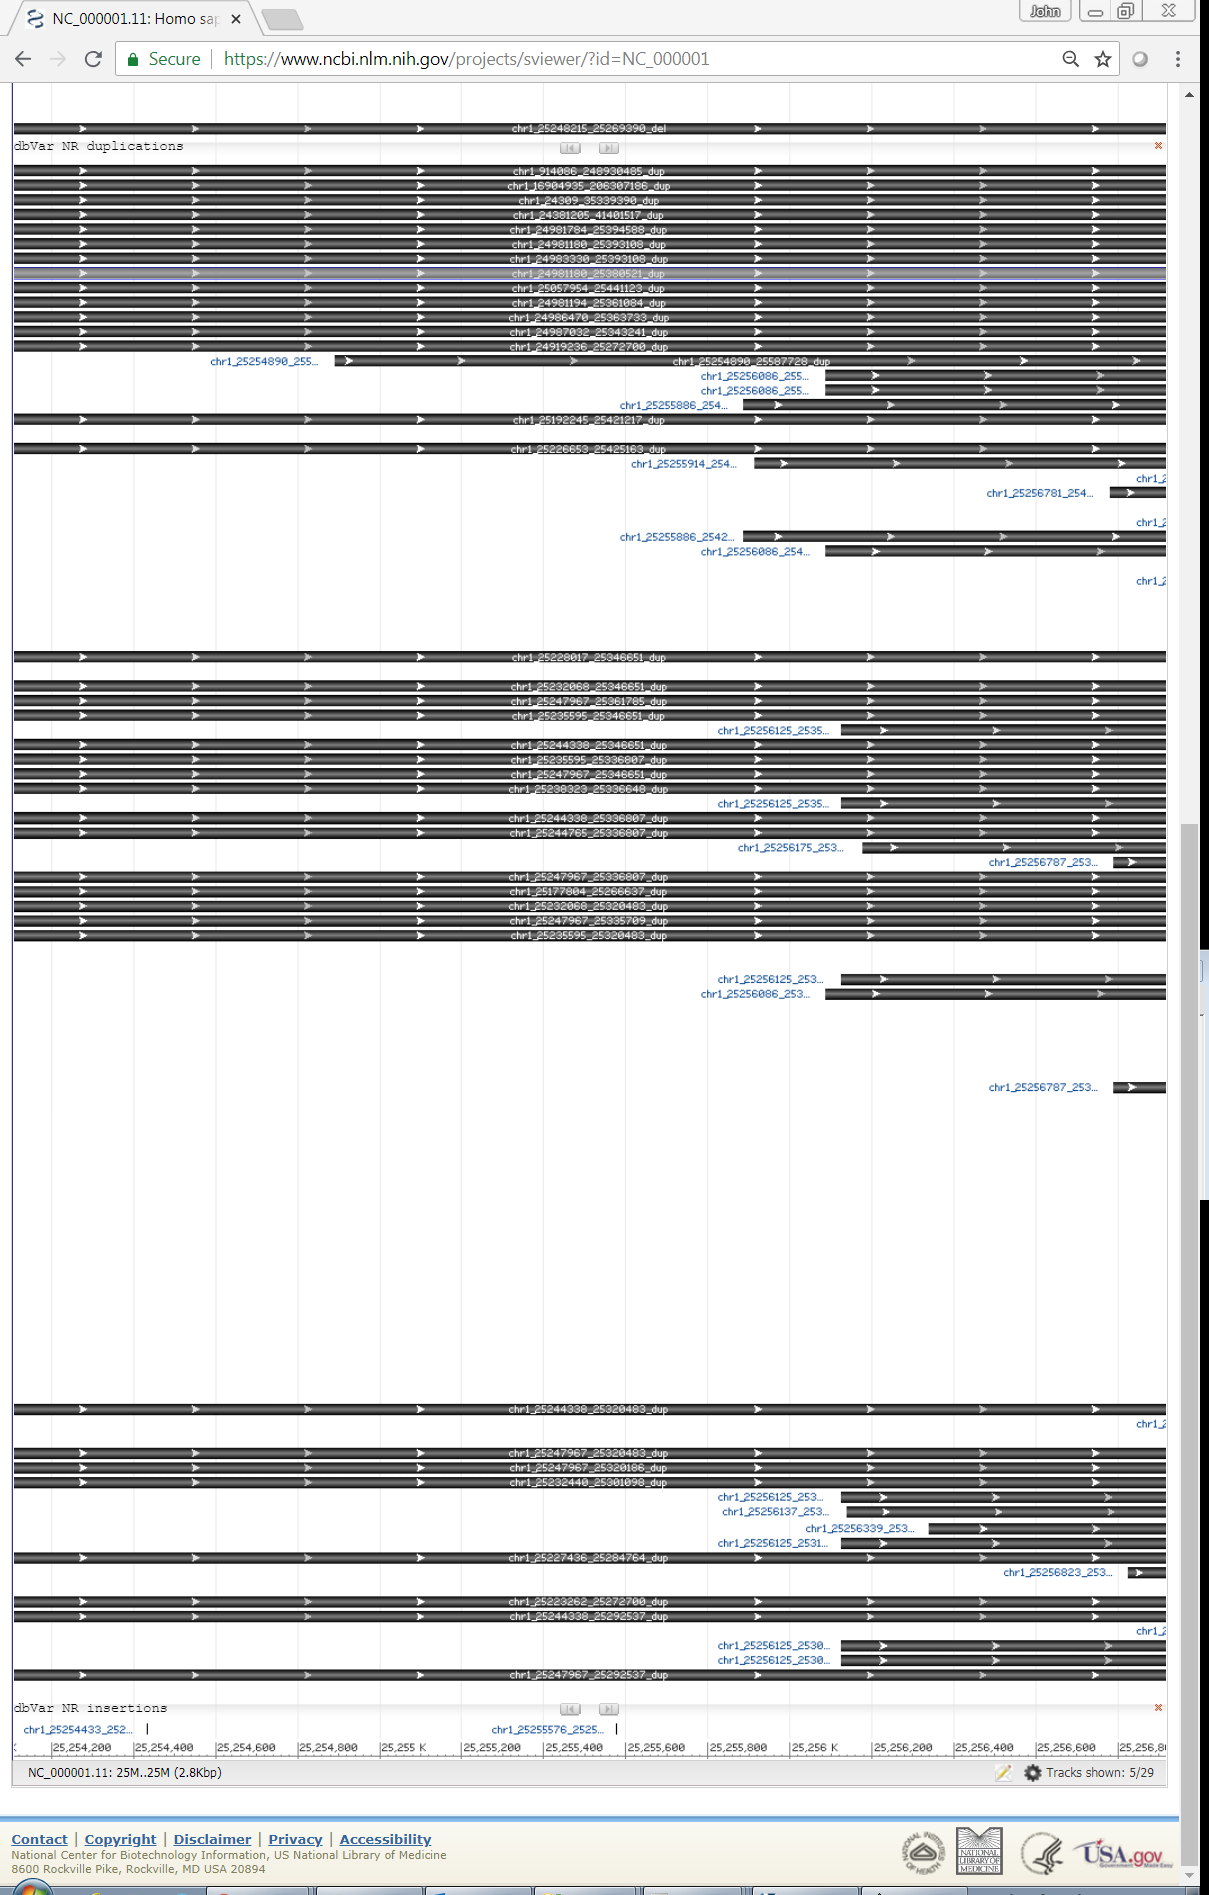 NC_000001.11: Homo sap
John
Secure
https://www.ncbi.nlm.nih.gov/projects/sviewer/?id=NC_000001
chr1_25248215_25269390_del
dbVar NR duplications
chr1_914086_248930485_dup
chr1_16904935_206307186_dup
chr1_24309_35339390_dup
chr1_24381205_41401517_dup
chr1_24981784_25394588_dup
chr1_24981180_25393108_dup
chr1_24983330_25393108_dup
chr1_24981180_25380521_dup
chr1_25057954_25441123_dup
chr1_24981194_25361084_dup
chr1_24986470_25363733_dup
chr1_24987032_25343241_dup
chr1_24919236_25272700_dup
chr1_25254890_255... chr1_25254890_25587728_dup
chr1_25256086_255...
chr1_25256086_255...
chr1_25255886_254...
chr1_25192245_25421217_dup
chr1_25226653_25425163_dup
chr1_25255914_254...
chr1_2
chr1_25256781_254...
chr1_2
chr1_25255886_2542...
chr1_25256086_254...
chr1_2
chr1_25228017_25346651_dup
chr1_25232068_25346651_dup
chr1_25247967_25361785_dup
chr1_25235595_25346651_dup
chr1_25256125_2535...
chr1_25244338_25346651_dup
chr1_25235595_25336807_dup
chr1_25247967_25346651_dup
chr1_25238323_25336648_dup
chr1_25256125_2535...
chr1_25244338_25336807_dup
chr1_25244765_25336807_dup
chr1_25256175_253...
chr1_25256787_253...
chr1_25247967_25336807_dup
chr1_25177804_25266637_dup
chr1_25232068_25320483_dup
chr1_25247967_25335709_dup
chr1_25235595_25320483_dup
chr1_25256125_253...
chr1_25256086_253...
chr1_25256787_253...
chr1_25244338_25320483_dup
chr1_2
chr1_25247967_25320483_dup
chr1_25247967_25320186_dup
chr1_25232440_25301098_dup
chr1_25256125_253...
chr1_25256137_253...
chr1_25256339_253...
chr1_25256125_2531...
chr1_25227436_25284764_dup
chr1_25256823_253...
chr1_25223262_25272700_dup
chr1_25244338_25292537_dup
chr1_2
chr1_25256125_2530...
chr1_25256125_2530...
chr1_25247967_25292537_dup
dbVar NR insertions
chr1_25254433_252... chr1_25255576_2525...
25,254,200 25,254,400 25,254,600 25,254,800 25,255 K 25,255,200 25,255,400 25,255,600 25,255,800 25,256 K 25,256,200 25,256,400 25,256,600 25,256,8
NC_000001.11: 25M..25M (2.8Kbp)
Tracks shown: 5/29
Contact | Copyright | Disclaimer | Privacy | Accessibility
National Center for Biotechnology Information, US National Library of Medicine
8600 Rockville Pike, Rockville, MD USA 20894
NATIONAL
LIBRARY OF
MEDICINE
USA.gov